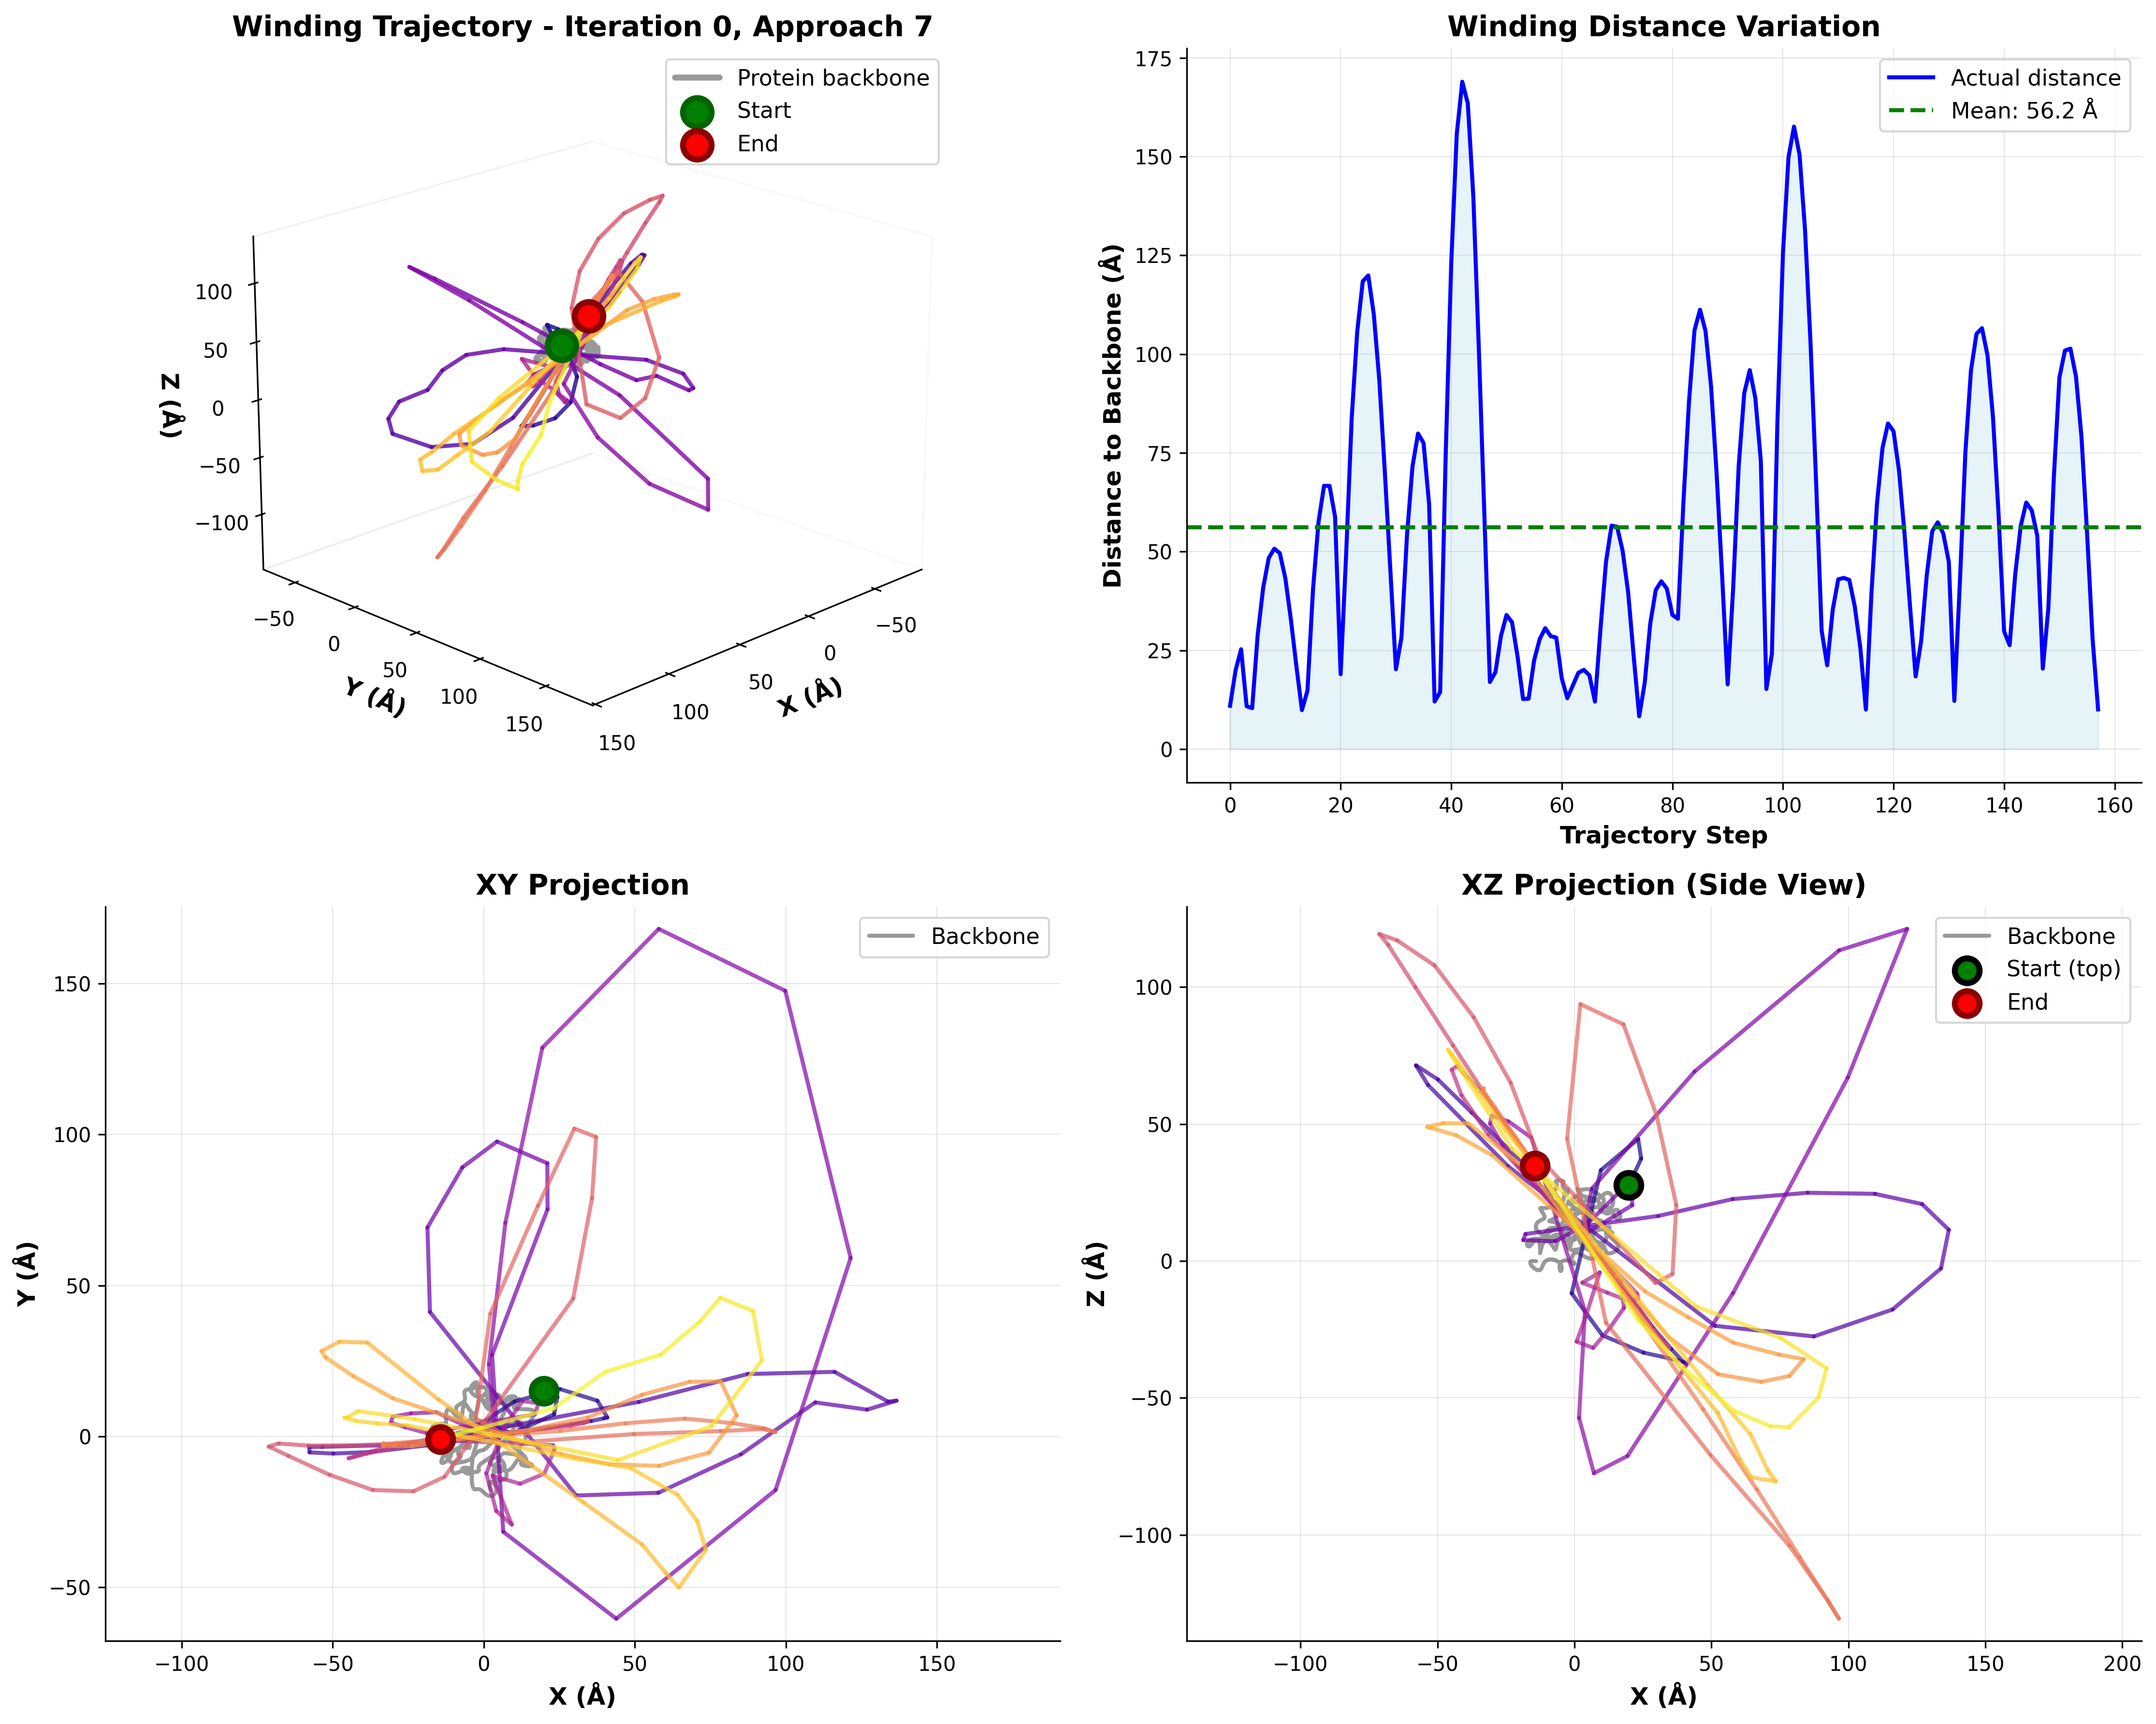 Winding Trajectory - Iteration 0, Approach 7
Protein backbone
Start
End
100
50
0
−50
−100
Z (Å)
−50
0
50
100
150
Y (Å)
−50
0
50
100
150
X (Å)
Winding Distance Variation
Actual distance
Mean: 56.2 Å
175
150
125
100
75
50
25
0
Distance to Backbone (Å)
0 20 40 60 80 100 120 140 160
Trajectory Step
XY Projection
Backbone
150
100
50
0
−50
Y (Å)
−100 −50 0 50 100 150
X (Å)
XZ Projection (Side View)
Backbone
Start (top)
End
100
50
0
−50
−100
Z (Å)
−100 −50 0 50 100 150 200
X (Å)